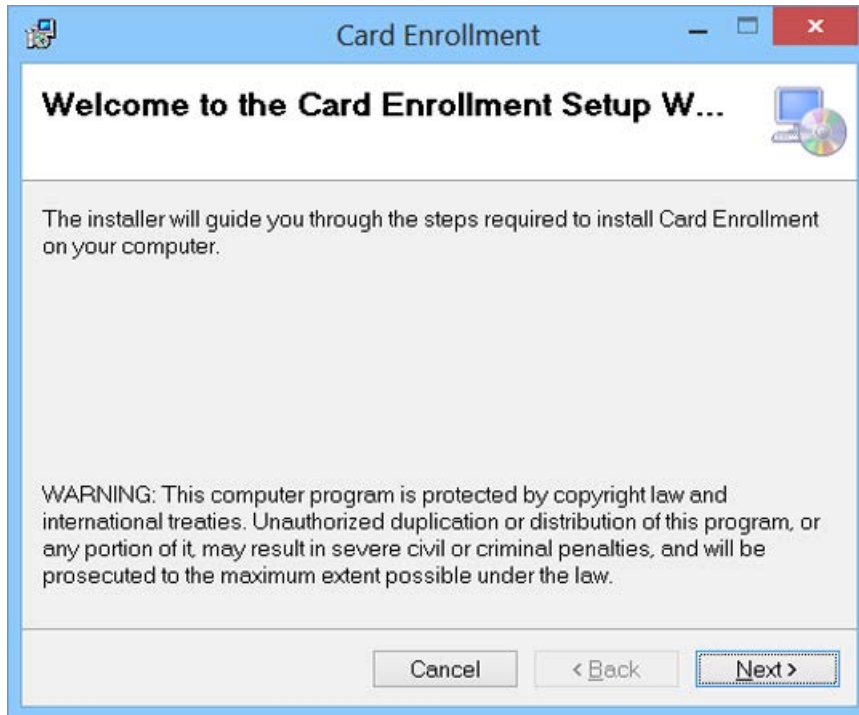 Card Enrollment
Welcome to the Card Enrollment Setup W...
The installer will guide you through the steps required to install Card Enrollment
on your computer.
WARNING: This computer program is protected by copyright law and
international treaties. Unauthorized duplication or distribution of this program, or
any portion of it, may result in severe civil or criminal penalties, and will be
prosecuted to the maximum extent possible under the law.
Cancel
< Back
Next >